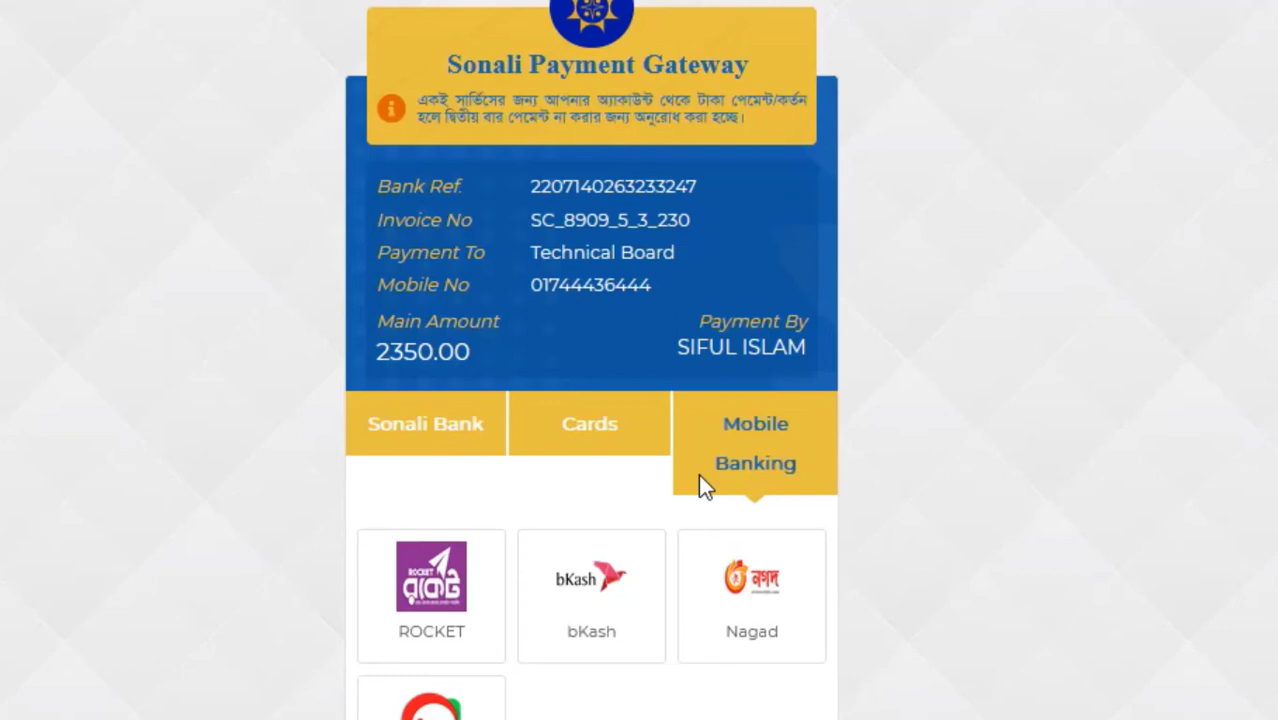 Sonali Payment Gateway
একই সার্ভিসের জন্য আপনার অ্যাকাউন্ট থেকে টাকা পেমেন্ট/কর্তন
হলে দ্বিতীয় বার পেমেন্ট না করার জন্য অনুরোধ করা হচ্ছে।
Bank Ref. 2207140263233247
Invoice No SC_8909_5_3_230
Payment To Technical Board
Mobile No 01744436444
Main Amount Payment By
2350.00 SIFUL ISLAM
Sonali Bank Cards Mobile
Banking
ROCKET
রকেট
bKash
নগদ
ROCKET bKash Nagad